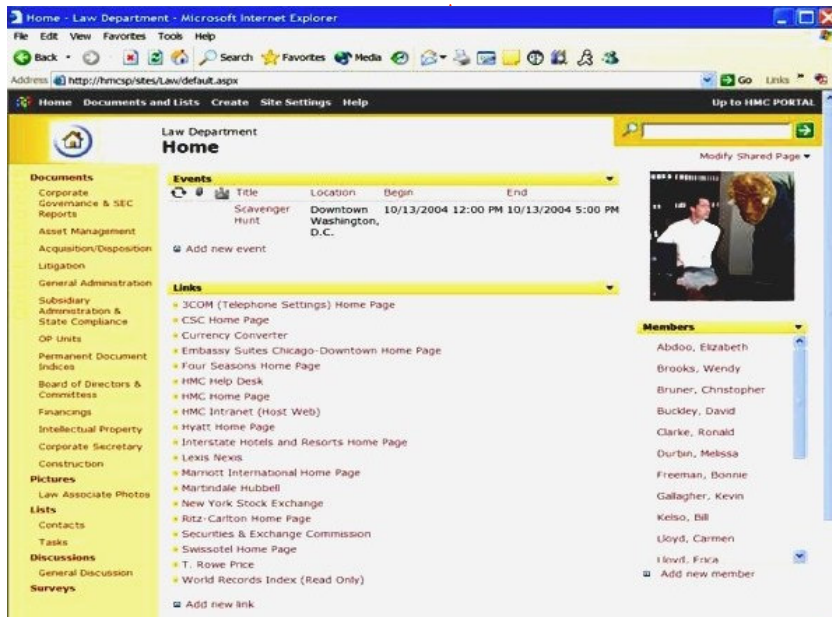 Home - Law Department - Microsoft Internet Explorer
File Edit View Favorites Tools Help
Back Search Favorites Media
Address http://hmcsp/sites/Law/default.aspx Go Links »
Home Documents and Lists Create Site Settings Help Up to HMC PORTAL
Law Department
Home
Modify Shared Page
Documents
Corporate
Governance & SEC
Reports
Asset Management
Acquisition/Disposition
Litigation
General Administration
Subsidiary
Administration &
State Compliance
OP Units
Permanent Document
Indices
Board of Directors &
Committess
Financings
Intellectual Property
Corporate Secretary
Construction
Pictures
Law Associate Photos
Lists
Contacts
Tasks
Discussions
General Discussion
Surveys
Events
Title Location Begin End
Scavenger Downtown 10/13/2004 12:00 PM 10/13/2004 5:00 PM
Hunt Washington,
D.C.
Add new event
Links
3COM (Telephone Settings) Home Page
CSC Home Page
Currency Converter
Embassy Suites Chicago-Downtown Home Page
Four Seasons Home Page
HMC Help Desk
HMC Home Page
HMC Intranet (Host Web)
Hyatt Home Page
Interstate Hotels and Resorts Home Page
Lexis Nexis
Marriott International Home Page
Martindale Hubbell
New York Stock Exchange
Ritz-Carlton Home Page
Securities & Exchange Commission
Swissotel Home Page
T. Rowe Price
World Records Index (Read Only)
Add new link
Members
Abdoo, Elizabeth
Brooks, Wendy
Bruner, Christopher
Buckley, David
Clarke, Ronald
Durbin, Melissa
Freeman, Bonnie
Gallagher, Kevin
Kelso, Bill
Lloyd, Carmen
Lloyd, Erica
Add new member